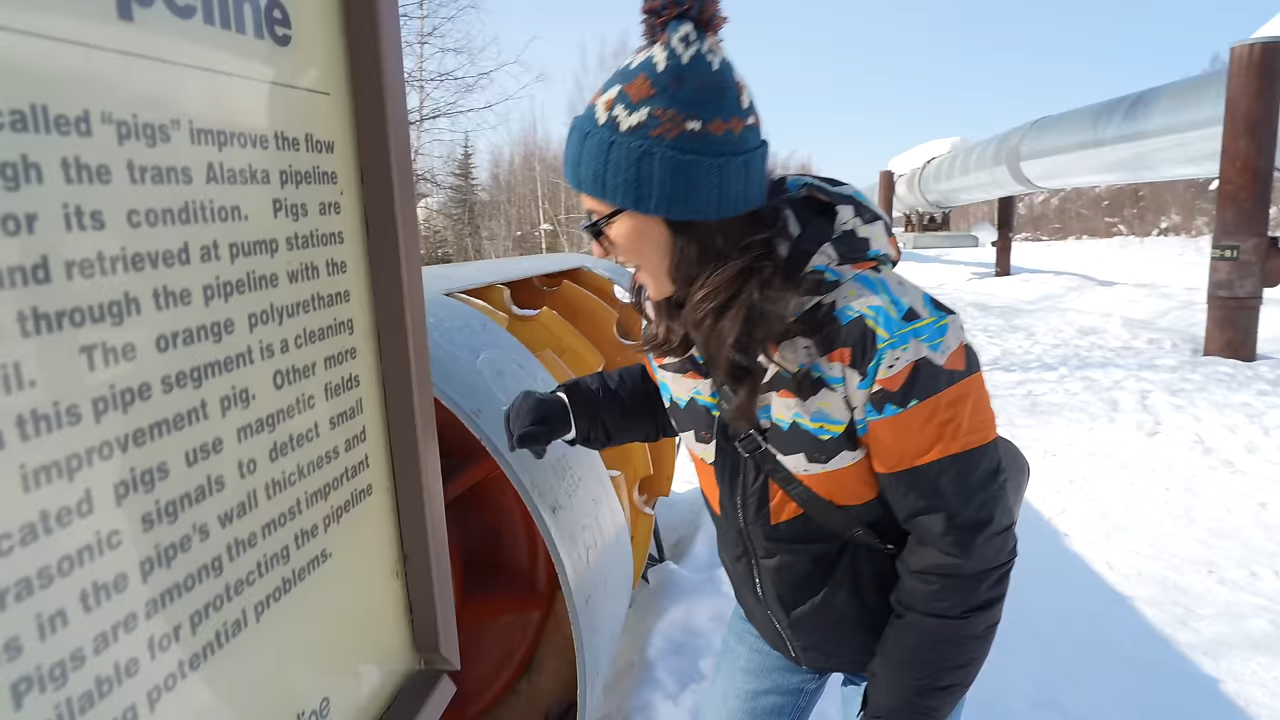 peline
called "pigs" improve the flow
gh the trans Alaska pipeline
or its condition. Pigs are
nd retrieved at pump stations
through the pipeline with the
il. The orange polyurethane
this pipe segment is a cleaning
improvement pig. Other more
cated pigs use magnetic fields
rasonic signals to detect small
s in the pipe's wall thickness and
Pigs are among the most important
ilable for protecting the pipeline
potential problems.